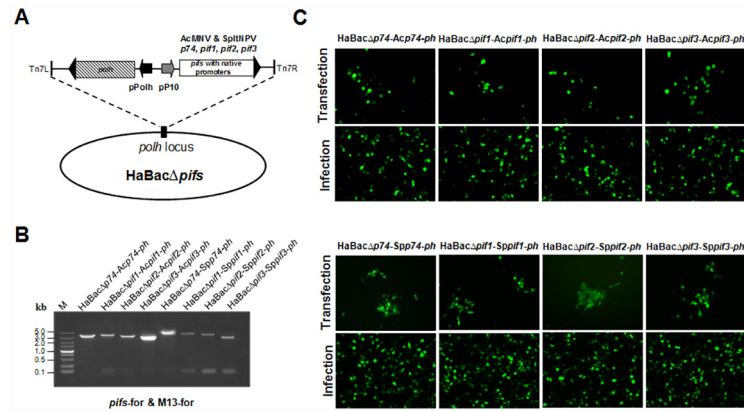 A
AcMNV & SpltNPV
p74, pif1, pif2, pif3
Tn7L
polh
pifs with native
promoters
Tn7R
pPolh pP10
polh locus
HaBacΔpifs
B
kb
M
HaBacΔp74-Acp74-ph
HaBacΔpif1-Acpif1-ph
HaBacΔpif2-Acpif2-ph
HaBacΔpif3-Acpif3-ph
HaBacΔp74-Spp74-ph
HaBacΔpif1-Sppif1-ph
HaBacΔpif2-Sppif2-ph
HaBacΔpif3-Sppif3-ph
5.0
2.0
1.0
0.5
0.1
pifs-for & M13-for
C
HaBacΔp74-Acp74-ph HaBacΔpif1-Acpif1-ph HaBacΔpif2-Acpif2-ph HaBacΔpif3-Acpif3-ph
Transfection
Infection
HaBacΔp74-Spp74-ph HaBacΔpif1-Sppif1-ph HaBacΔpif2-Sppif2-ph HaBacΔpif3-Sppif3-ph
Transfection
Infection